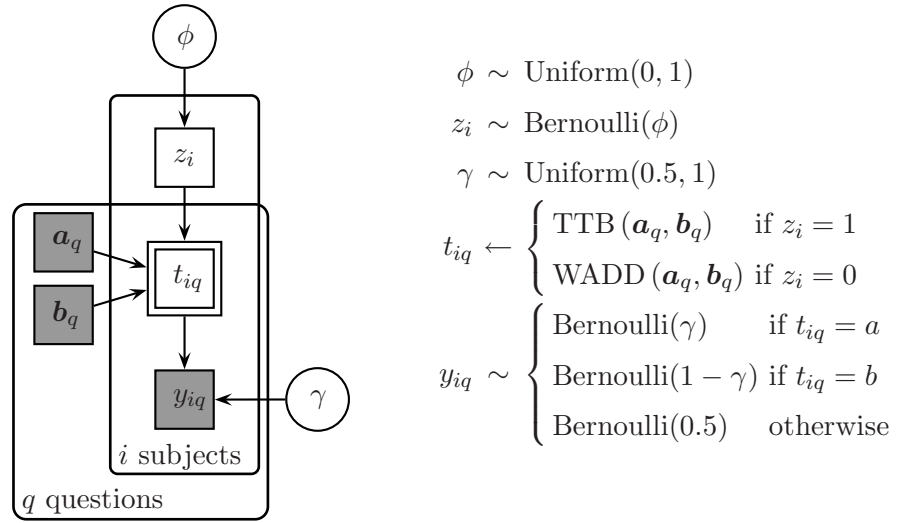 ϕ
z_i
a_q
t_iq
b_q
y_iq
γ
i subjects
q questions
ϕ ∼ Uniform(0, 1)
z_i ∼ Bernoulli(ϕ)
γ ∼ Uniform(0.5, 1)
t_iq ← { TTB (a_q, b_q) if z_i = 1
WADD (a_q, b_q) if z_i = 0
y_iq ∼ { Bernoulli(γ) if t_iq = a
Bernoulli(1 − γ) if t_iq = b
Bernoulli(0.5) otherwise